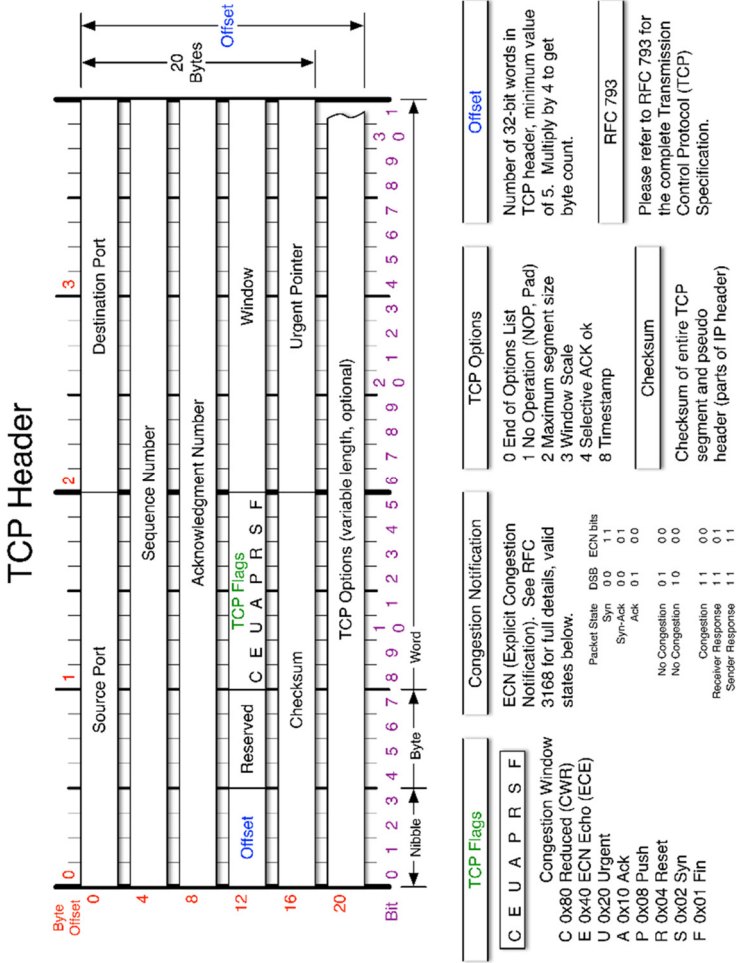 TCP Header
Byte
Offset
0
1
2
3
0
Source Port
Destination Port
4
Sequence Number
8
Acknowledgment Number
20
Bytes
Offset
12
Offset
Reserved
TCP Flags
C E U A P R S F
Window
16
Checksum
Urgent Pointer
20
TCP Options (variable length, optional)
1 2 3
Bit 0 1 2 3 4 5 6 7 8 9 0 1 2 3 4 5 6 7 8 9 0 1 2 3 4 5 6 7 8 9 0 1
Nibble
Byte
Word
TCP Flags
C E U A P R S F
Congestion Window
C 0x80 Reduced (CWR)
E 0x40 ECN Echo (ECE)
U 0x20 Urgent
A 0x10 Ack
P 0x08 Push
R 0x04 Reset
S 0x02 Syn
F 0x01 Fin
Congestion Notification
ECN (Explicit Congestion
Notification). See RFC
3168 for full details, valid
states below.
Packet State DSB ECN bits
Syn 0 0 1 1
Syn-Ack 0 0 0 1
Ack 0 1 0 0
No Congestion 0 1 0 0
No Congestion 1 0 0 0
Congestion 1 1 0 0
Receiver Response 1 1 0 1
Sender Response 1 1 1 1
TCP Options
0 End of Options List
1 No Operation (NOP, Pad)
2 Maximum segment size
3 Window Scale
4 Selective ACK ok
8 Timestamp
Checksum
Checksum of entire TCP
segment and pseudo
header (parts of IP header)
Offset
Number of 32-bit words in
TCP header, minimum value
of 5. Multiply by 4 to get
byte count.
RFC 793
Please refer to RFC 793 for
the complete Transmission
Control Protocol (TCP)
Specification.